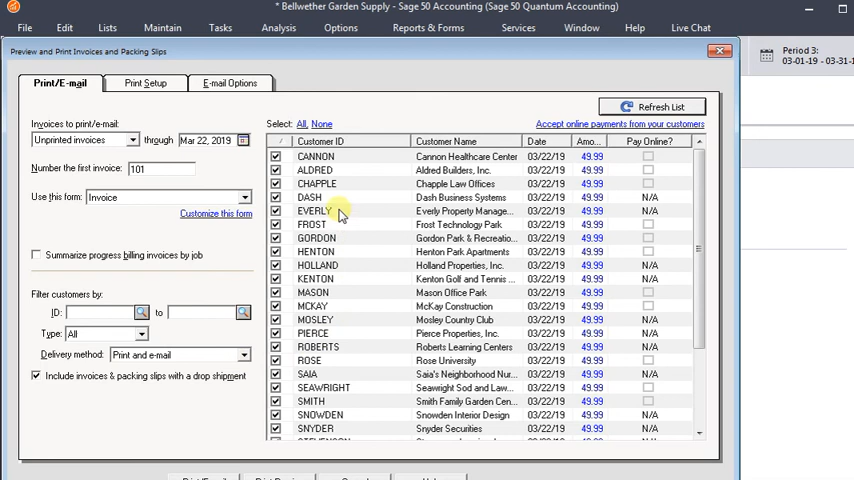 * Bellwether Garden Supply - Sage 50 Accounting (Sage 50 Quantum Accounting)
File Edit Lists Maintain Tasks Analysis Options Reports & Forms Services Window Help Live Chat
Preview and Print Invoices and Packing Slips
Period 3:
03-01-19 - 03-31-1
Print/E-mail Print Setup E-mail Options
Refresh List
Invoices to print/e-mail: Select: All, None Accept online payments from your customers
Unprinted invoices through Mar 22, 2019
Number the first invoice: 101
Use this form: Invoice
Customize this form
Summarize progress billing invoices by job
Filter customers by:
ID: to
Type: All
Delivery method: Print and e-mail
Include invoices & packing slips with a drop shipment
/ Customer ID Customer Name Date Amo... Pay Online?
CANNON Cannon Healthcare Center 03/22/19 49.99
ALDRED Aldred Builders, Inc. 03/22/19 49.99
CHAPPLE Chapple Law Offices 03/22/19 49.99
DASH Dash Business Systems 03/22/19 49.99 N/A
EVERLY Everly Property Manage... 03/22/19 49.99 N/A
FROST Frost Technology Park 03/22/19 49.99
GORDON Gordon Park & Recreatio... 03/22/19 49.99
HENTON Henton Park Apartments 03/22/19 49.99
HOLLAND Holland Properties, Inc. 03/22/19 49.99 N/A
KENTON Kenton Golf and Tennis ... 03/22/19 49.99 N/A
MASON Mason Office Park 03/22/19 49.99
MCKAY McKay Construction 03/22/19 49.99
MOSLEY Mosley Country Club 03/22/19 49.99 N/A
PIERCE Pierce Properties, Inc. 03/22/19 49.99
ROBERTS Roberts Learning Centers 03/22/19 49.99 N/A
ROSE Rose University 03/22/19 49.99
SAIA Saia's Neighborhood Nur... 03/22/19 49.99 N/A
SEAWRIGHT Seawright Sod and Law... 03/22/19 49.99
SMITH Smith Family Garden Cen... 03/22/19 49.99
SNOWDEN Snowden Interior Design 03/22/19 49.99 N/A
SNYDER Snyder Securities 03/22/19 49.99 N/A